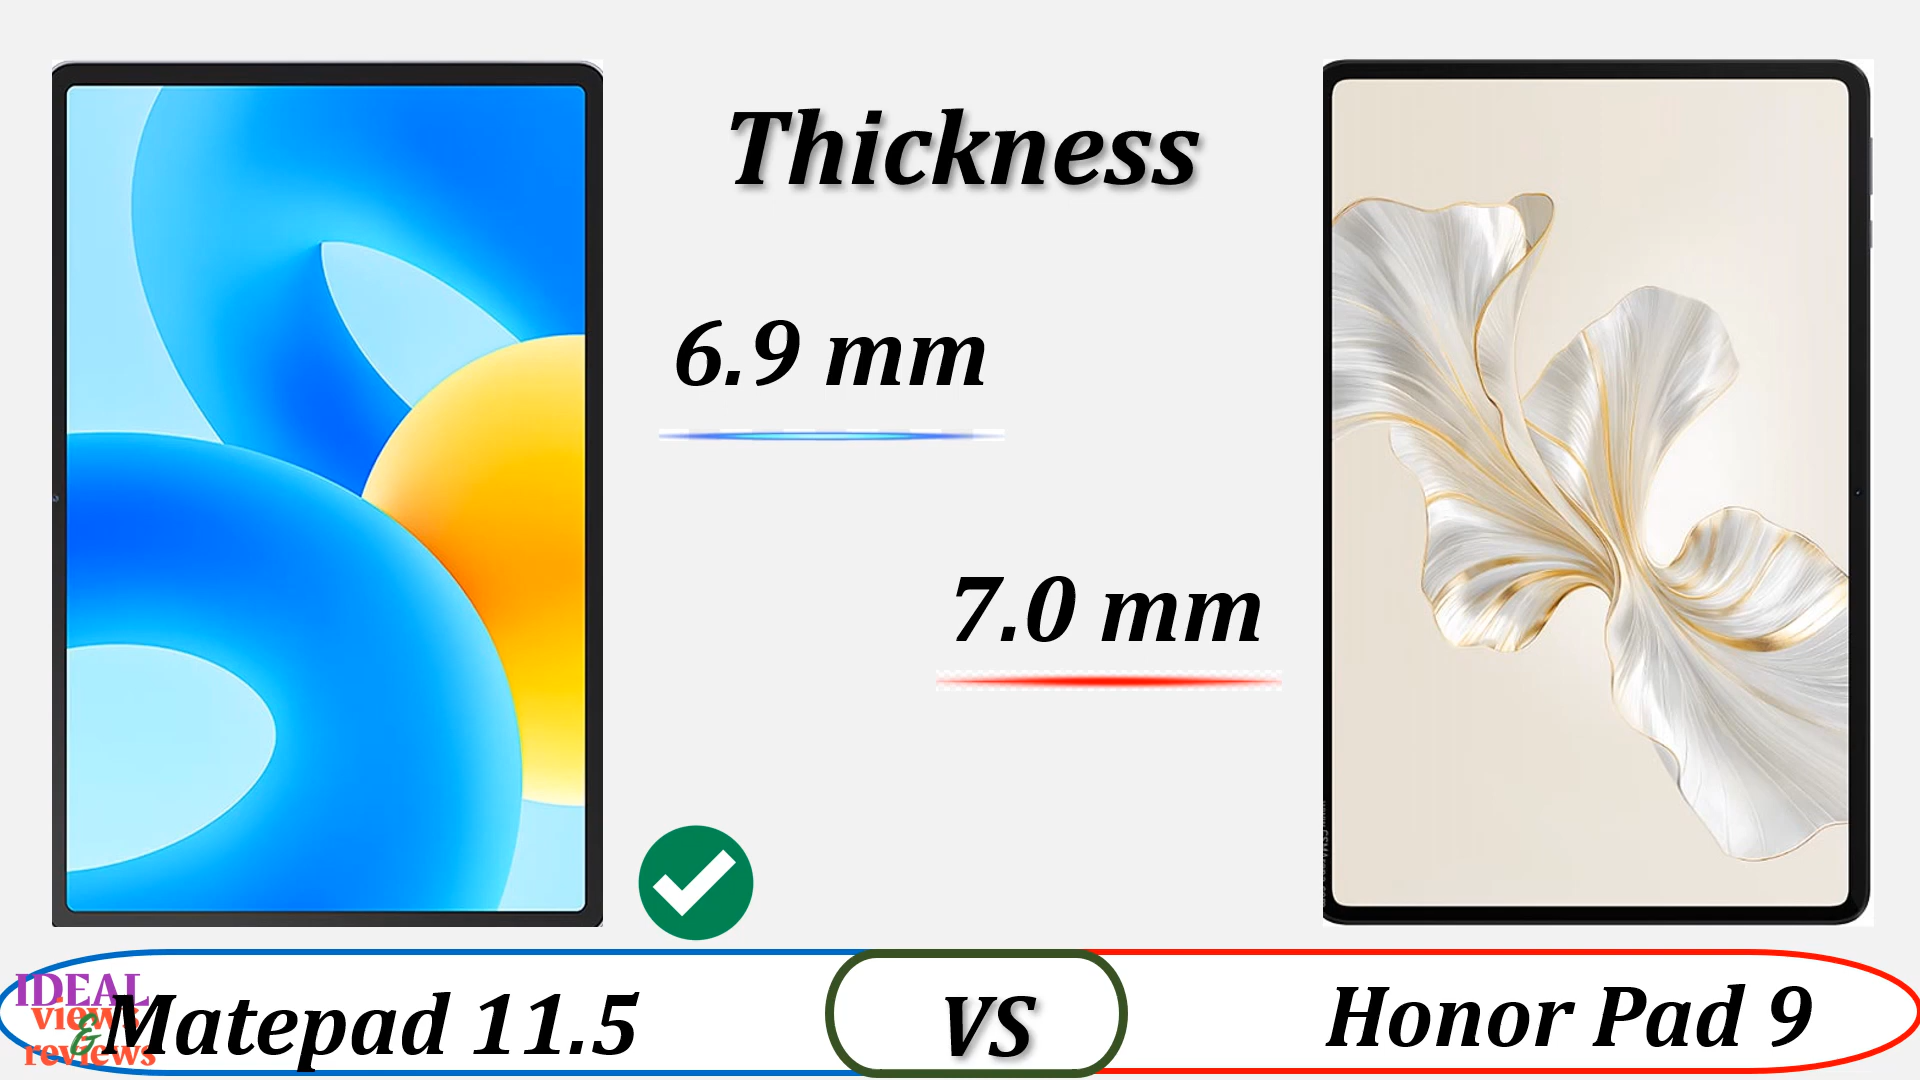 Thickness
6.9 mm
7.0 mm
IDEAL
views
&
reviews
Matepad 11.5
VS
Honor Pad 9